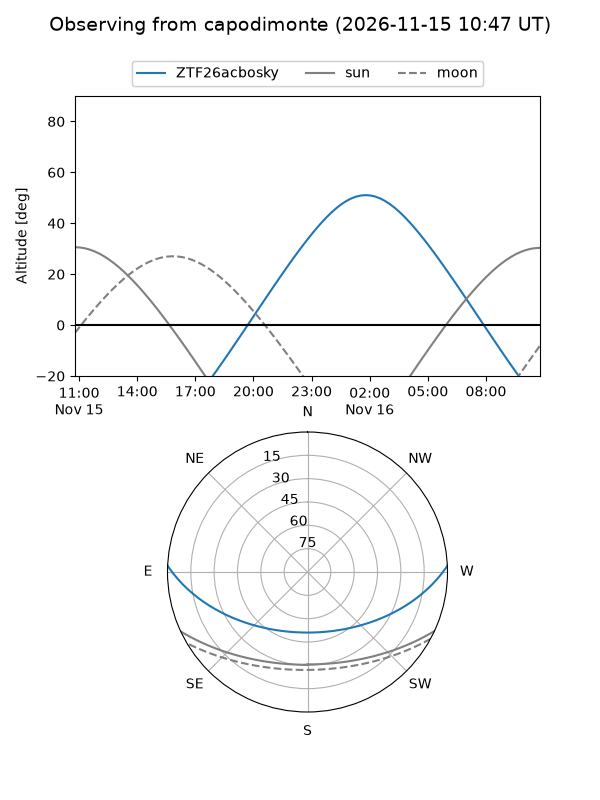 Observing from capodimonte (2026-11-15 10:47 UT)
ZTF26acbosky sun moon
Altitude [deg]
80
60
40
20
0
−20
11:00 14:00 17:00 20:00 23:00 02:00 05:00 08:00
Nov 15 Nov 16
N
NE NW
15
30
45
60
75
E W
SE SW
S